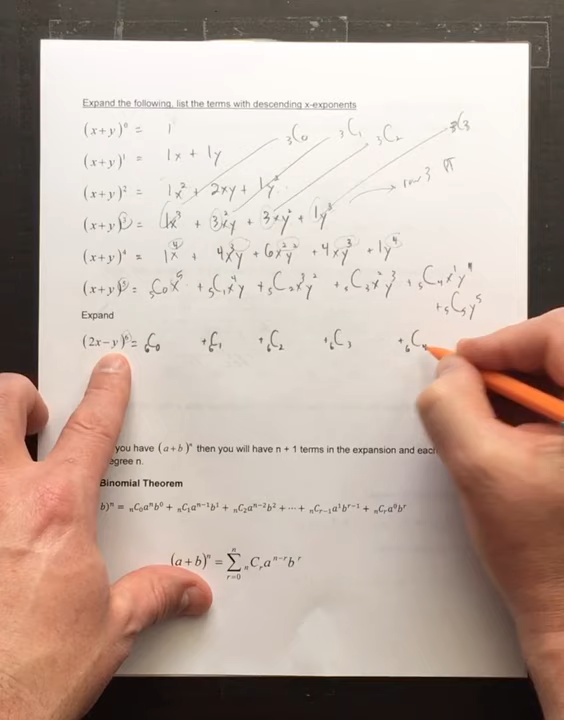 Expand the following, list the terms with descending x-exponents
₃C₀ ₃C₁ ₃C₂ ₃C₃
(x+y)⁰ = 1
(x+y)¹ = 1x + 1y
(x+y)² = 1x² + 2xy + 1y²
→ row 3
(x+y)³ = 1x³ + 3x²y + 3xy² + 1y³
(x+y)⁴ = 1x⁴ + 4x³y + 6x²y² + 4xy³ + 1y⁴
(x+y)⁵ = ₅C₀x⁵ + ₅C₁x⁴y + ₅C₂x³y² + ₅C₃x²y³ + ₅C₄x¹y⁴
+ ₅C₅y⁵
Expand
(2x−y)⁶ = ₆C₀ + ₆C₁ + ₆C₂ + ₆C₃ + ₆C₄
you have (a+b)ⁿ then you will have n + 1 terms in the expansion and each
egree n.
Binomial Theorem
b)ⁿ = ₙC₀aⁿb⁰ + ₙC₁aⁿ⁻¹b¹ + ₙC₂aⁿ⁻²b² + ⋯ + ₙCᵣ₋₁a¹bʳ⁻¹ + ₙCᵣa⁰bʳ
(a+b)ⁿ = ∑ₙCᵣaⁿ⁻ʳbʳ
n
r=0